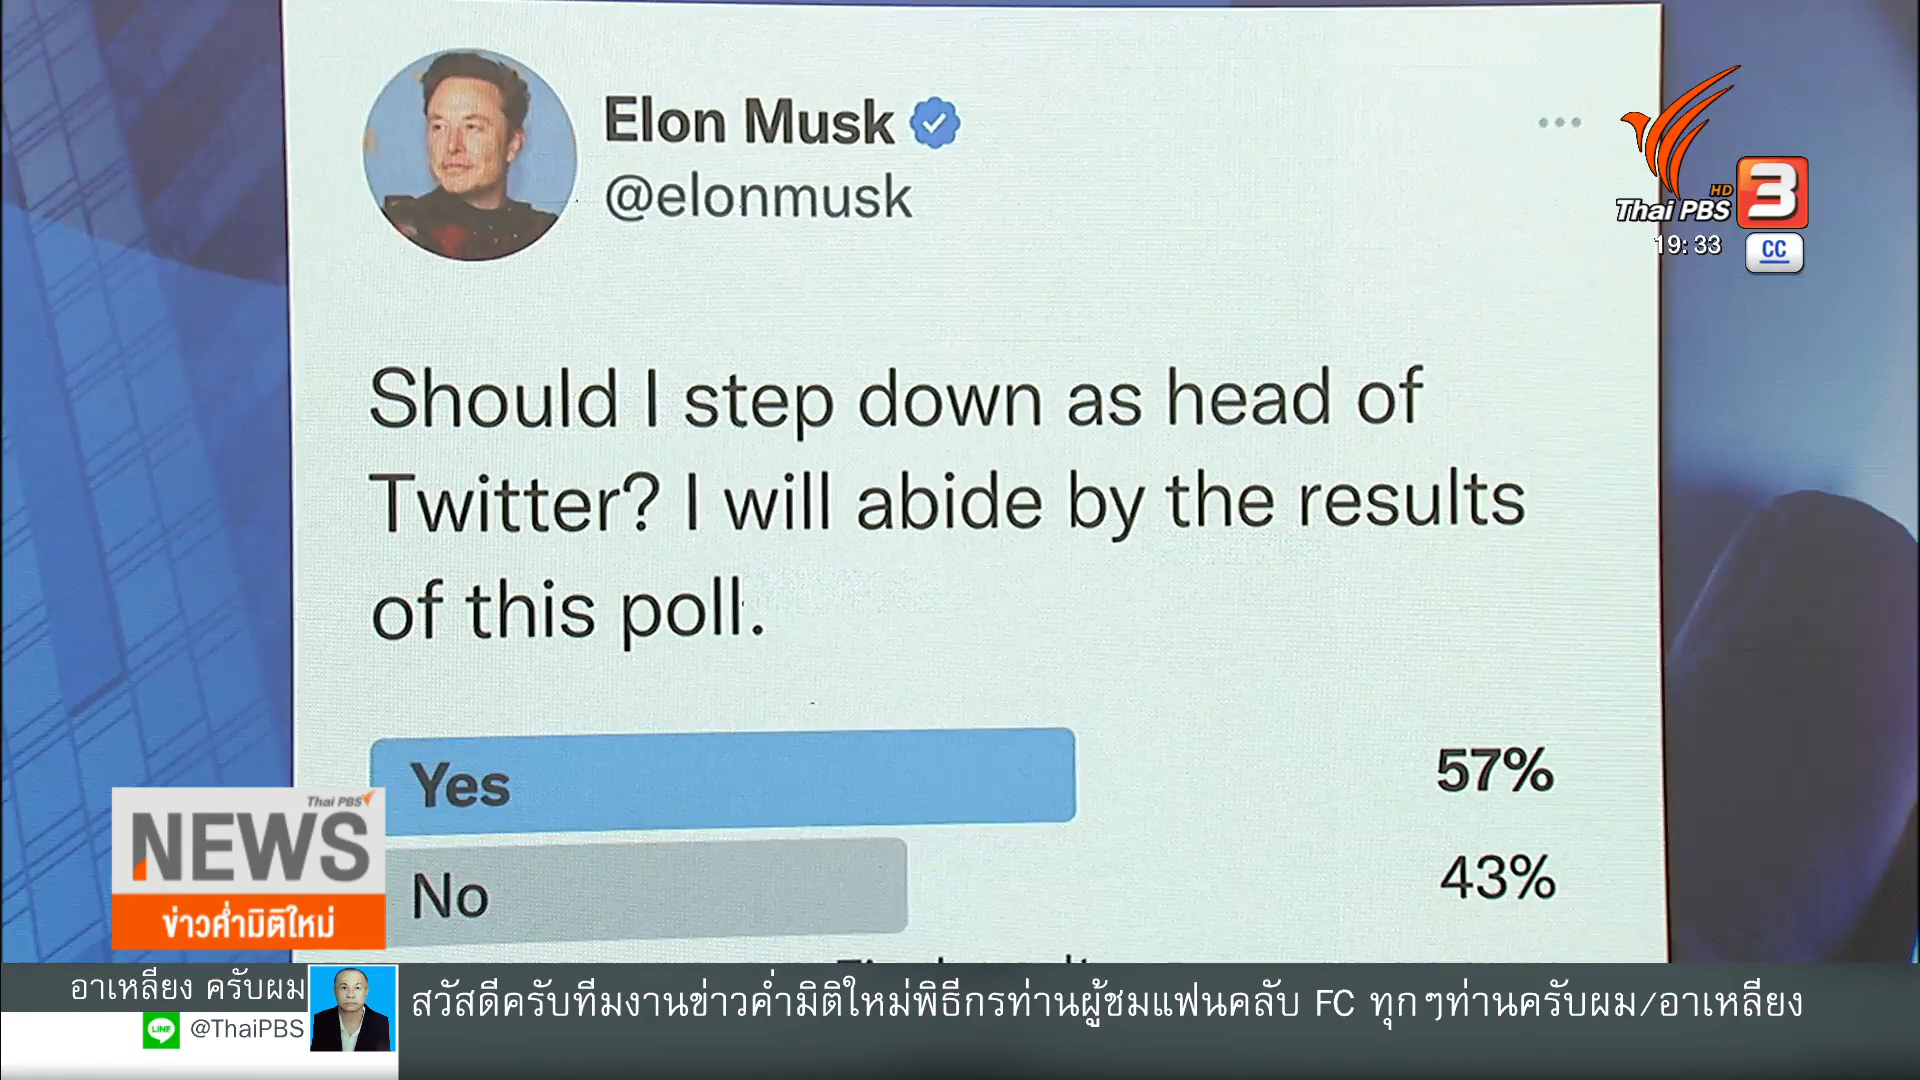 Elon Musk
@elonmusk
Should I step down as head of
Twitter? I will abide by the results
of this poll.
Yes 57%
No 43%
HD
Thai PBS 3
19:33 CC
Thai PBS
NEWS
ข่าวค่ำมิติใหม่
อาเหลียง ครับผม
LINE @ThaiPBS
สวัสดีครับทีมงานข่าวค่ำมิติใหม่พิธีกรท่านผู้ชมแฟนคลับ FC ทุกๆท่านครับผม/อาเหลียง